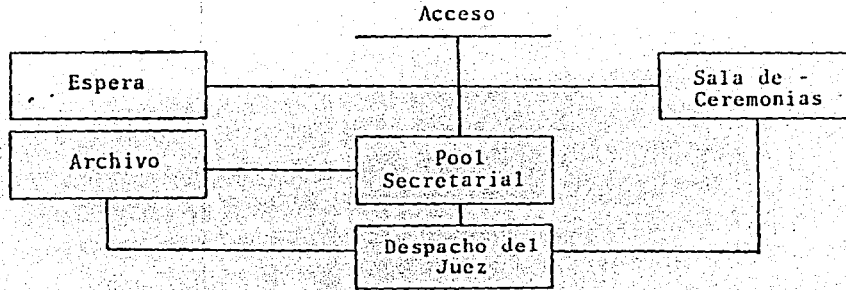 Acceso
Espera
Sala de -
Ceremonias
Archivo
Pool
Secretarial
Despacho del
Juez